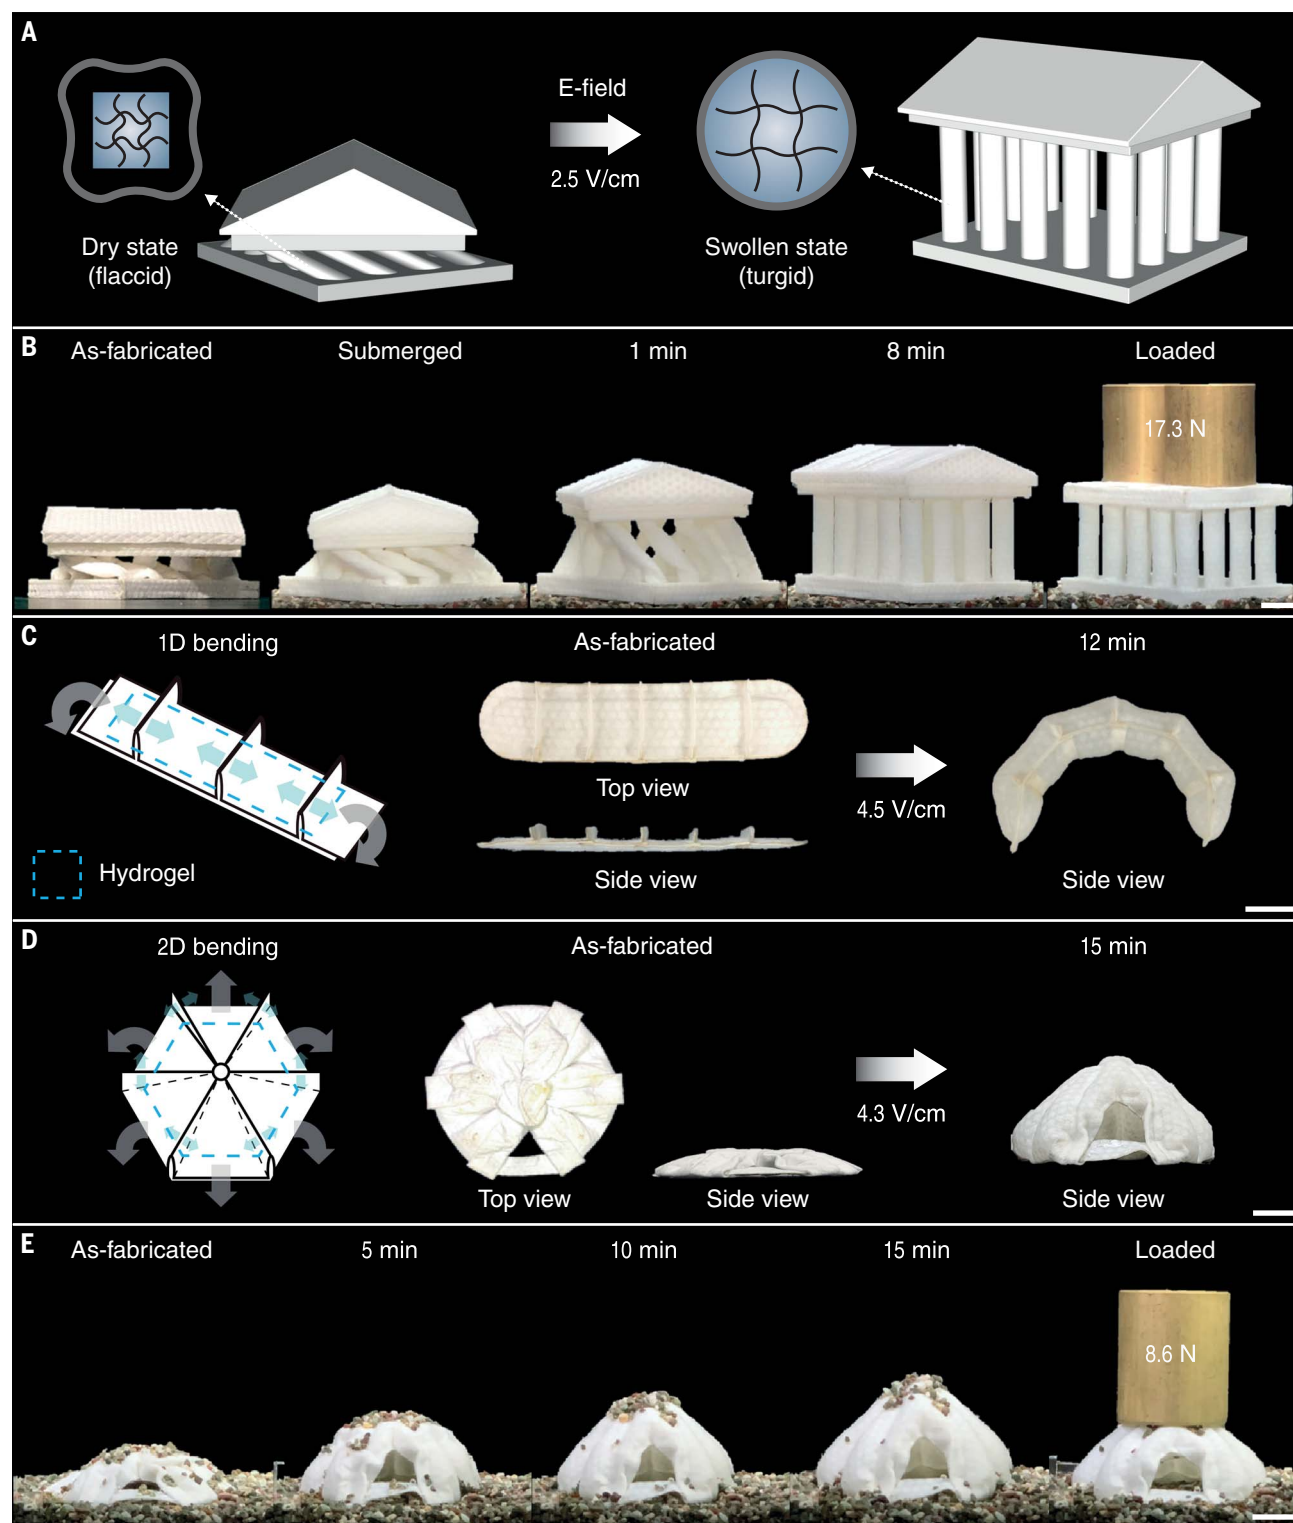 A
E-field
2.5 V/cm
Dry state
(flaccid)
Swollen state
(turgid)
B
As-fabricated
Submerged
1 min
8 min
Loaded
17.3 N
C
1D bending
As-fabricated
12 min
Top view
4.5 V/cm
Hydrogel
Side view
Side view
D
2D bending
As-fabricated
15 min
4.3 V/cm
Top view
Side view
Side view
E
As-fabricated
5 min
10 min
15 min
Loaded
8.6 N